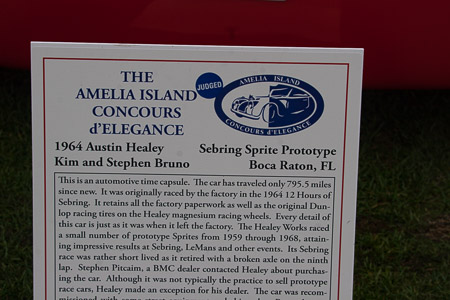 THE
AMELIA ISLAND
CONCOURS
d'ELEGANCE
JUDGED
AMELIA ISLAND
CONCOURS d'ELEGANCE
1964 Austin Healey
Kim and Stephen Bruno
Sebring Sprite Prototype
Boca Raton, FL
This is an automotive time capsule. The car has traveled only 795.5 miles
since new. It was originally raced by the factory in the 1964 12 Hours of
Sebring. It retains all the factory paperwork as well as the original Dun-
lop racing tires on the Healey magnesium racing wheels. Every detail of
this car is just as it was when it left the factory. The Healey Works raced
a small number of prototype Sprites from 1959 through 1968, attain-
ing impressive results at Sebring, LeMans and other events. Its Sebring
race was rather short lived as it retired with a broken axle on the ninth
lap. Stephen Pitcairn, a BMC dealer contacted Healey about purchas-
ing the car. Although it was not typically the practice to sell prototype
race cars, Healey made an exception for his dealer. The car was recom-